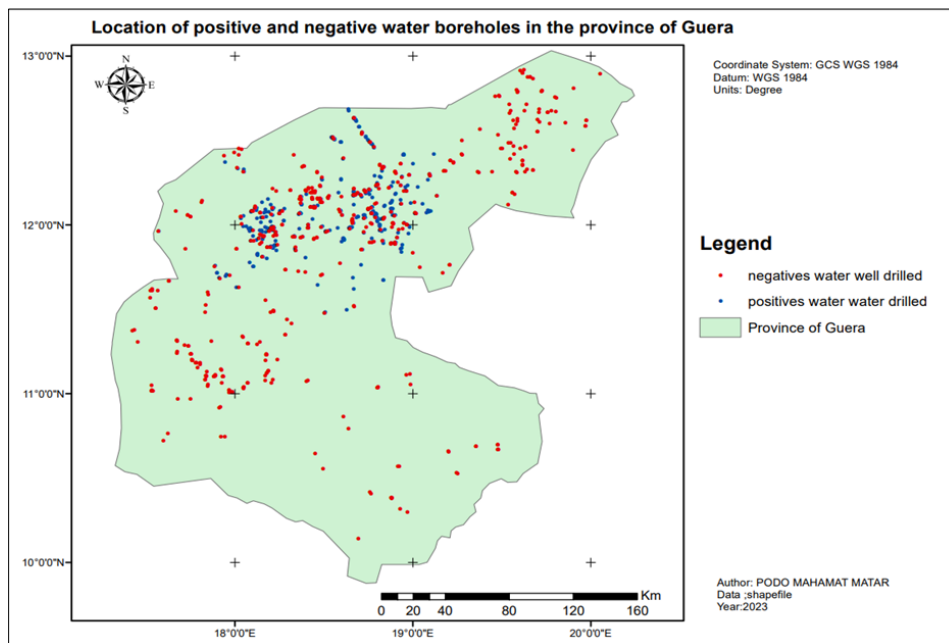 Location of positive and negative water boreholes in the province of Guera
13°0'0"N
12°0'0"N
11°0'0"N
10°0'0"N
N
W E
S
Coordinate System: GCS WGS 1984
Datum: WGS 1984
Units: Degree
Legend
negatives water well drilled
positives water water drilled
Province of Guera
Km
0 10 20 40 80 120 160
18°0'0"E 19°0'0"E 20°0'0"E
Author: PODO MAHAMAT MATAR
Data ;shapefile
Year:2023